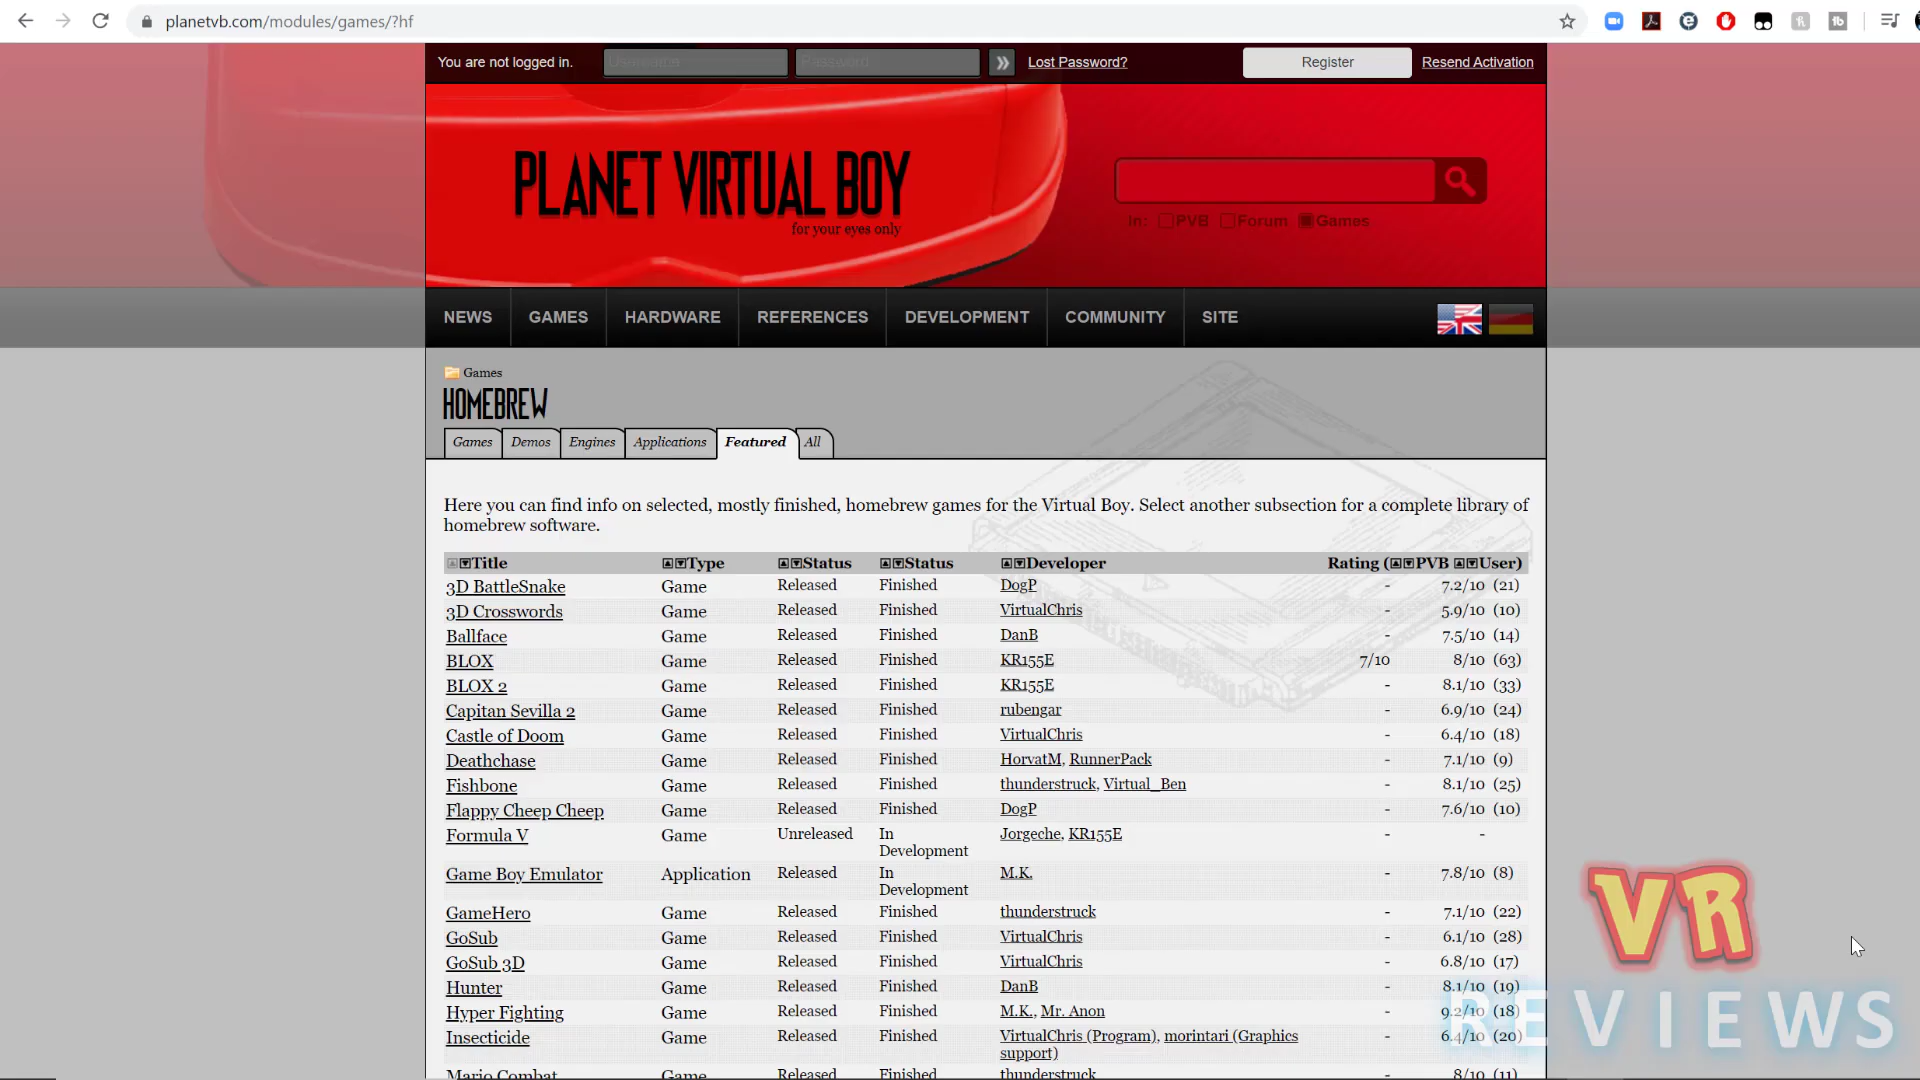 planetvb.com/modules/games/?hf
You are not logged in. Username Password » Lost Password? Register Resend Activation
PLANET VIRTUAL BOY
for your eyes only
In: PVB Forum Games
NEWS GAMES HARDWARE REFERENCES DEVELOPMENT COMMUNITY SITE
Games
HOMEBREW
Games Demos Engines Applications Featured All
Here you can find info on selected, mostly finished, homebrew games for the Virtual Boy. Select another subsection for a complete library of
homebrew software.
Title Type Status Status Developer Rating (PVB User)
3D BattleSnake Game Released Finished DogP - 7.2/10 (21)
3D Crosswords Game Released Finished VirtualChris - 5.9/10 (10)
Ballface Game Released Finished DanB - 7.5/10 (14)
BLOX Game Released Finished KR155E 7/10 8/10 (63)
BLOX 2 Game Released Finished KR155E - 8.1/10 (33)
Capitan Sevilla 2 Game Released Finished rubengar - 6.9/10 (24)
Castle of Doom Game Released Finished VirtualChris - 6.4/10 (18)
Deathchase Game Released Finished HorvatM, RunnerPack - 7.1/10 (9)
Fishbone Game Released Finished thunderstruck, Virtual_Ben - 8.1/10 (25)
Flappy Cheep Cheep Game Released Finished DogP - 7.6/10 (10)
Formula V Game Unreleased In Jorgeche, KR155E - -
Development
Game Boy Emulator Application Released In M.K. - 7.8/10 (8)
Development
GameHero Game Released Finished thunderstruck - 7.1/10 (22)
GoSub Game Released Finished VirtualChris - 6.1/10 (28)
GoSub 3D Game Released Finished VirtualChris - 6.8/10 (17)
Hunter Game Released Finished DanB - 8.1/10 (19)
Hyper Fighting Game Released Finished M.K., Mr. Anon - 9.2/10 (18)
Insecticide Game Released Finished VirtualChris (Program), morintari (Graphics - 6.4/10 (20)
support)
Mario Combat Game Released Finished thunderstruck - 8/10 (11)
VR
REVIEWS